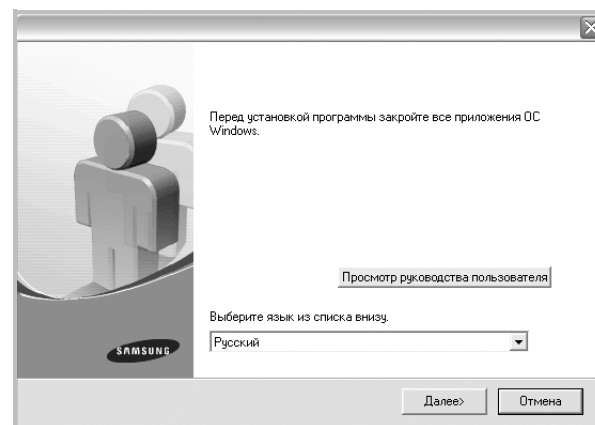 Перед установкой программы закройте все приложения ОС
Windows.
Просмотр руководства пользователя
Выберите язык из списка внизу.
Русский
SAMSUNG
Далее>
Отмена